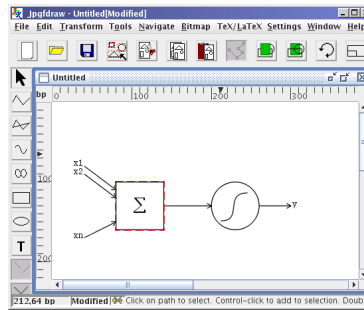 Jpgfdraw - Untitled[Modified]
File Edit Transform Tools Navigate Bitmap TeX/LaTeX Settings Window Help
Untitled
bp 0 100 200 300
x1
x2
100
Σ
y
xn
T
200
212,64 bp Modified Click on path to select. Control-click to add to selection. Doub